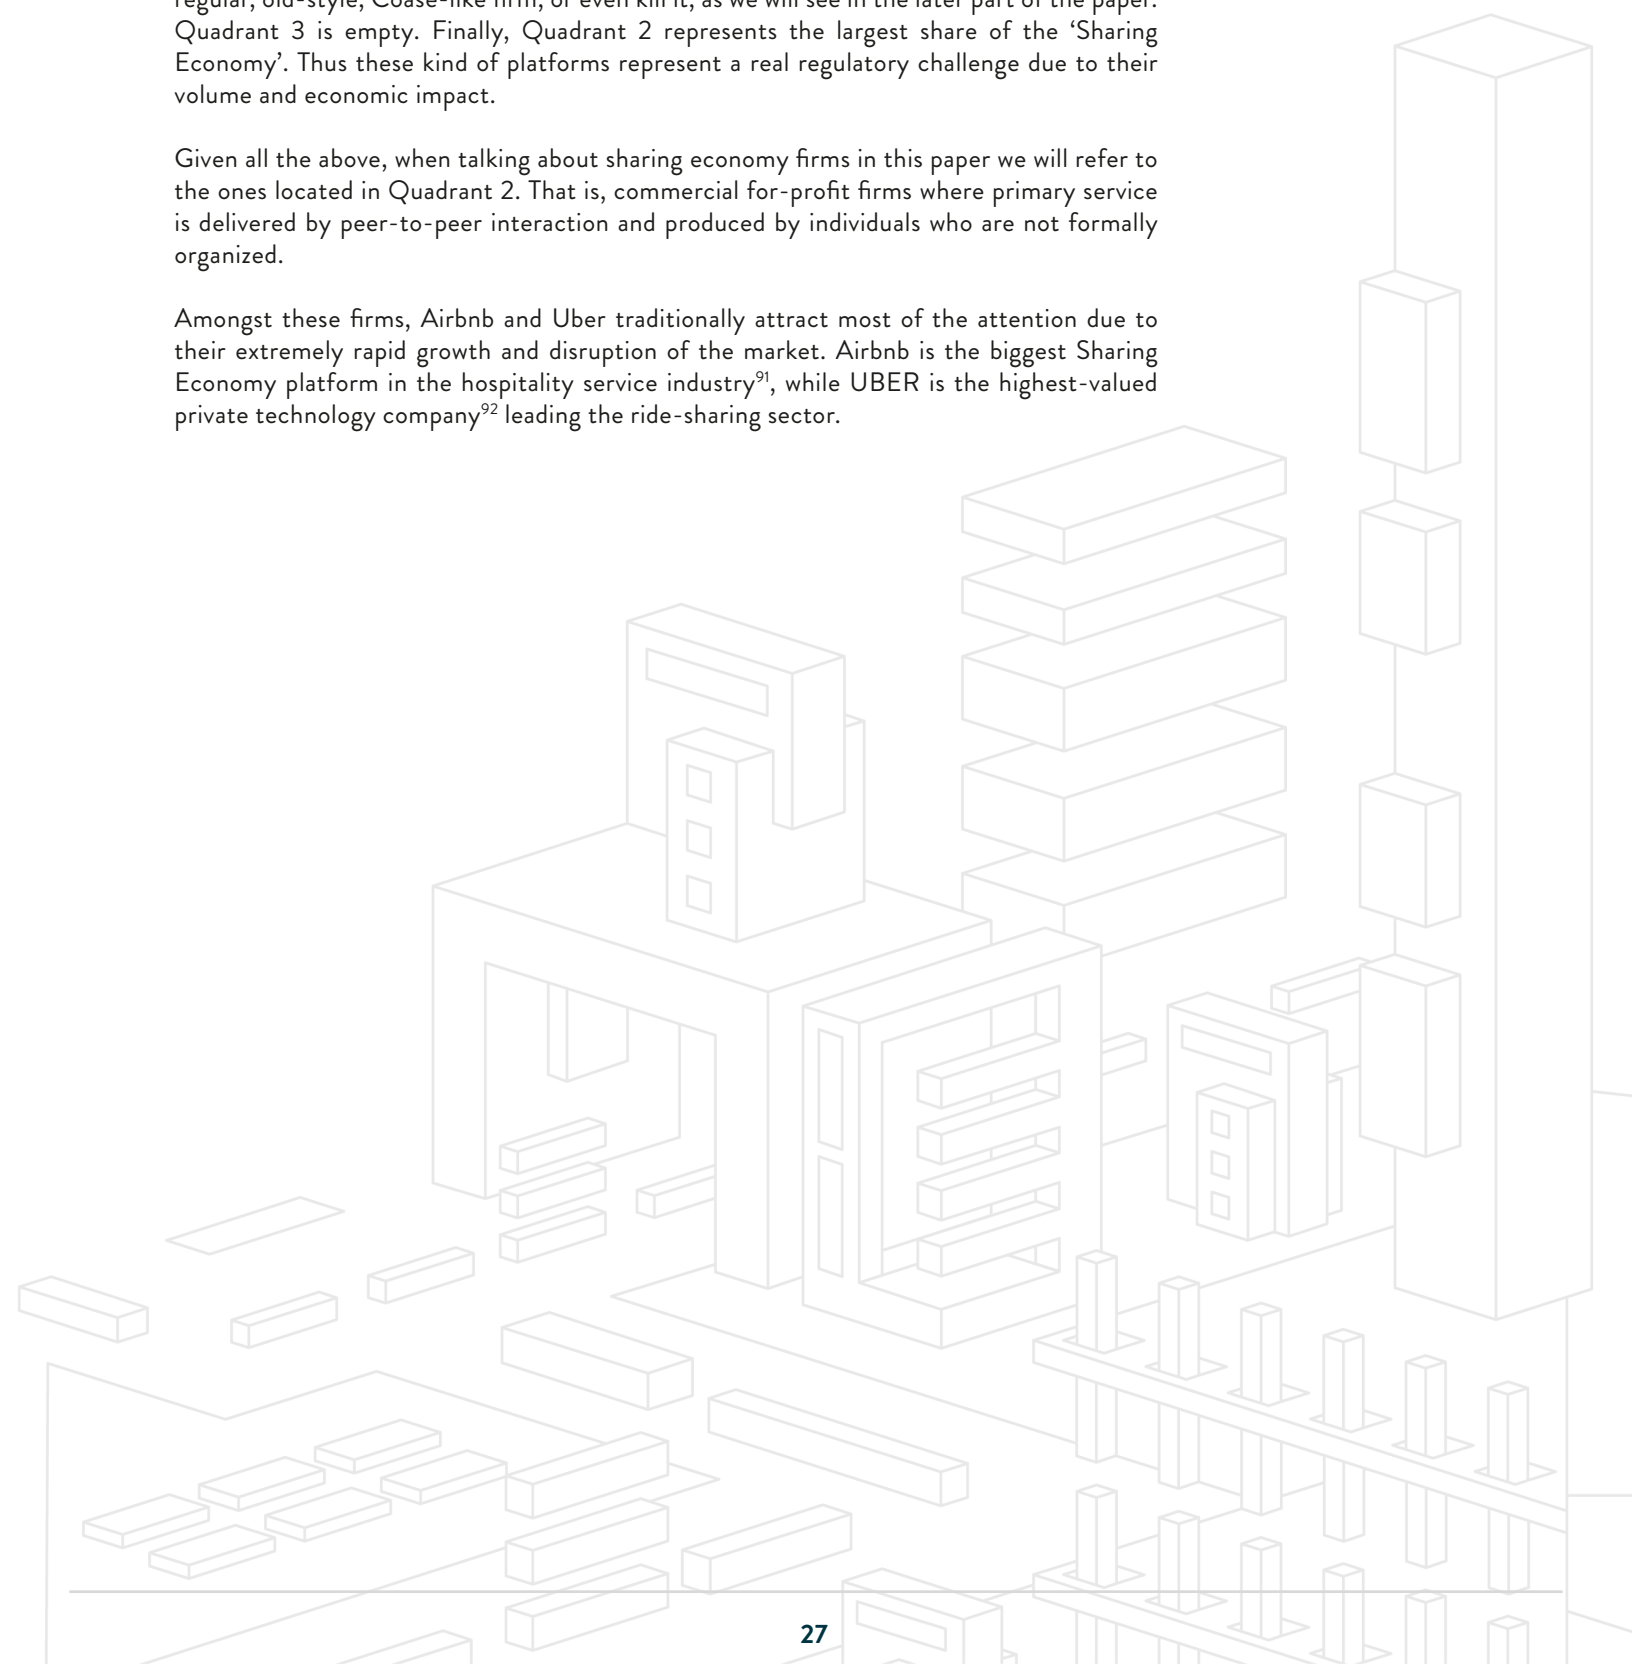 regular, old-style, Coase-like firm, or even kill it, as we will see in the later part of the paper.
Quadrant 3 is empty. Finally, Quadrant 2 represents the largest share of the ‘Sharing
Economy’. Thus these kind of platforms represent a real regulatory challenge due to their
volume and economic impact.
Given all the above, when talking about sharing economy firms in this paper we will refer to
the ones located in Quadrant 2. That is, commercial for-profit firms where primary service
is delivered by peer-to-peer interaction and produced by individuals who are not formally
organized.
Amongst these firms, Airbnb and Uber traditionally attract most of the attention due to
their extremely rapid growth and disruption of the market. Airbnb is the biggest Sharing
Economy platform in the hospitality service industry91, while UBER is the highest-valued
private technology company92 leading the ride-sharing sector.
27